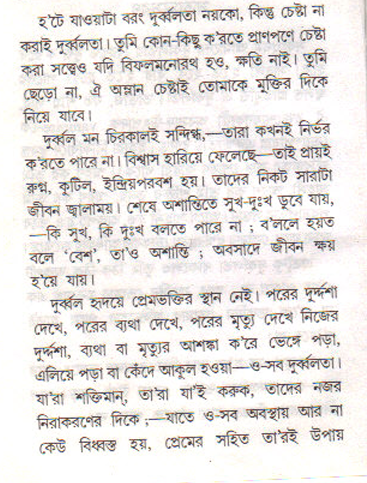 হ'টে যাওয়াটা বরং দুর্ব্বলতা নয়কো, কিন্তু চেষ্টা না
করাই দুর্ব্বলতা। তুমি কোন-কিছু ক'রতে প্রাণপণে চেষ্টা
করা সত্ত্বেও যদি বিফলমনোরথ হও, ক্ষতি নাই। তুমি
ছেড়ো না, ঐ অম্লান চেষ্টাই তোমাকে মুক্তির দিকে
নিয়ে যাবে।
দুর্ব্বল মন চিরকালই সন্দিগ্ধ,—তারা কখনই নির্ভর
ক'রতে পারে না। বিশ্বাস হারিয়ে ফেলেছে—তাই প্রায়ই
রুগ্ন, কুটিল, ইন্দ্রিয়পরবশ হয়। তাদের নিকট সারাটা
জীবন জ্বালাময়। শেষে অশান্তিতে সুখ-দুঃখ ডুবে যায়,
—কি সুখ, কি দুঃখ বলতে পারে না ; ব'ললে হয়ত
বলে 'বেশ', তা'ও অশান্তি ; অবসাদে জীবন ক্ষয়
হ'য়ে যায়।
দুর্ব্বল হৃদয়ে প্রেমভক্তির স্থান নেই। পরের দুর্দ্দশা
দেখে, পরের ব্যথা দেখে, পরের মৃত্যু দেখে নিজের
দুর্দ্দশা, ব্যথা বা মৃত্যুর আশঙ্কা ক'রে ভেঙ্গে পড়া,
এলিয়ে পড়া বা কেঁদে আকুল হওয়া—ও-সব দুর্ব্বলতা।
যা'রা শক্তিমান্, তা'রা যা'ই করুক, তাদের নজর
নিরাকরণের দিকে ;—যাতে ও-সব অবস্থায় আর না
কেউ বিধ্বস্ত হয়, প্রেমের সহিত তা'রই উপায়